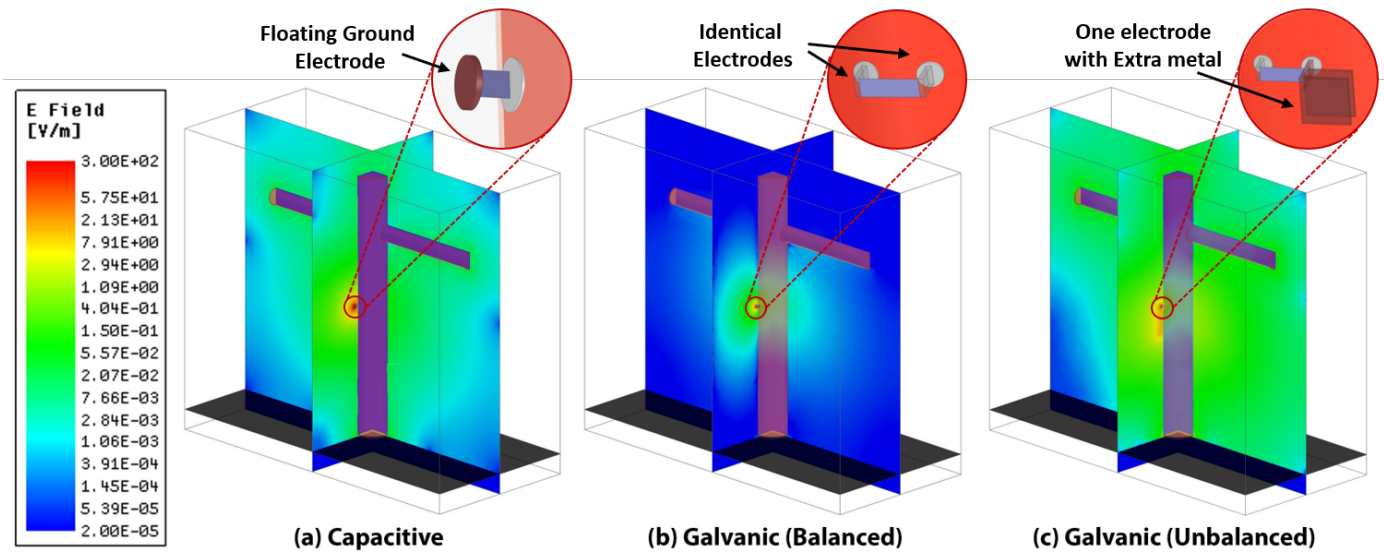 Floating Ground
Electrode
Identical
Electrodes
One electrode
with Extra metal
E Field
[V/m]
3.00E+02
5.75E+01
2.13E+01
7.91E+00
2.94E+00
1.09E+00
4.04E-01
1.50E-01
5.57E-02
2.07E-02
7.66E-03
2.84E-03
1.06E-03
3.91E-04
1.45E-04
5.39E-05
2.00E-05
(a) Capacitive
(b) Galvanic (Balanced)
(c) Galvanic (Unbalanced)